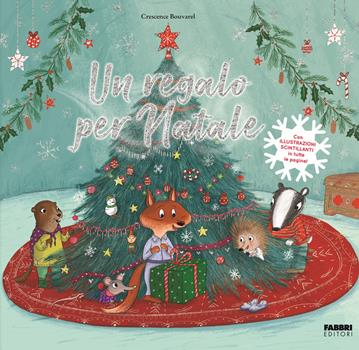 Crescence Bouvarel
Un regalo
per Natale
Con
ILLUSTRAZIONI
SCINTILLANTI
in tutte
le pagine!
FABBRI
EDITORI